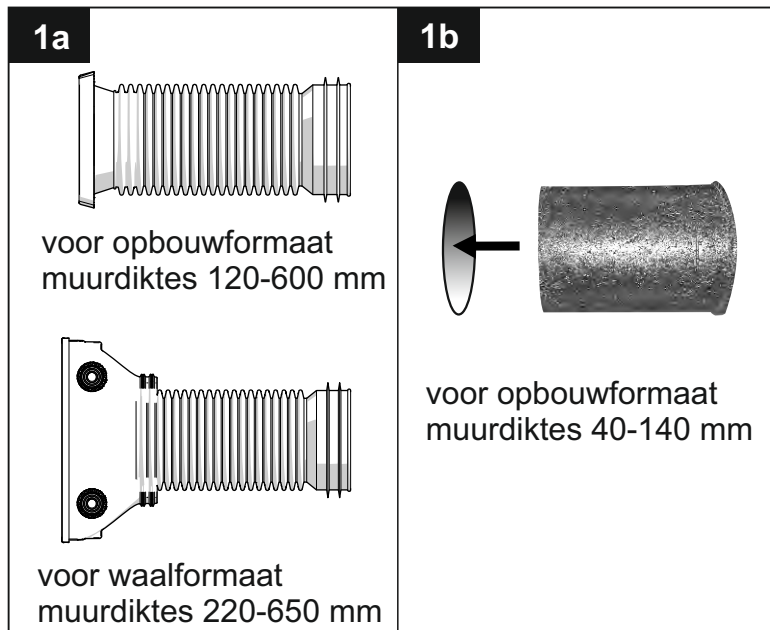 1a
voor opbouwformaat
muurdiktes 120-600 mm
voor waalformaat
muurdiktes 220-650 mm
1b
voor opbouwformaat
muurdiktes 40-140 mm